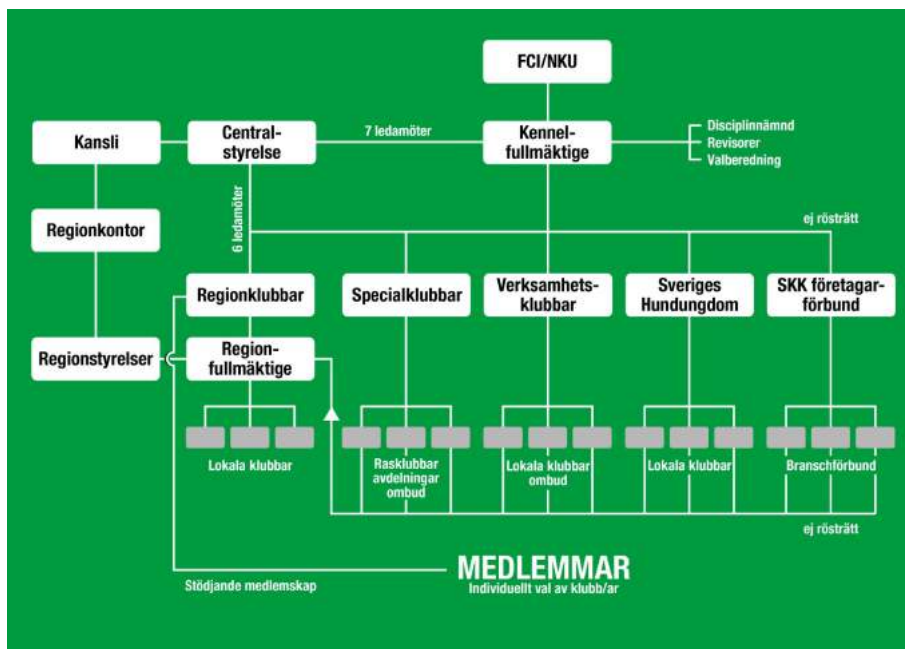 FCI/NKU
Kansli
Central-
styrelse
7 ledamöter
Kennel-
fullmäktige
Disciplinnämnd
Revisorer
Valberedning
Regionkontor
6 ledamöter
ej rösträtt
Regionklubbar
Specialklubbar
Verksamhets-
klubbar
Sveriges
Hundungdom
SKK företagar-
förbund
Regionstyrelser
Region-
fullmäktige
Lokala klubbar
Rasklubbar
avdelningar
ombud
Lokala klubbar
ombud
Lokala klubbar
Branschförbund
ej rösträtt
MEDLEMMAR
Individuellt val av klubb/ar
Stödjande medlemskap